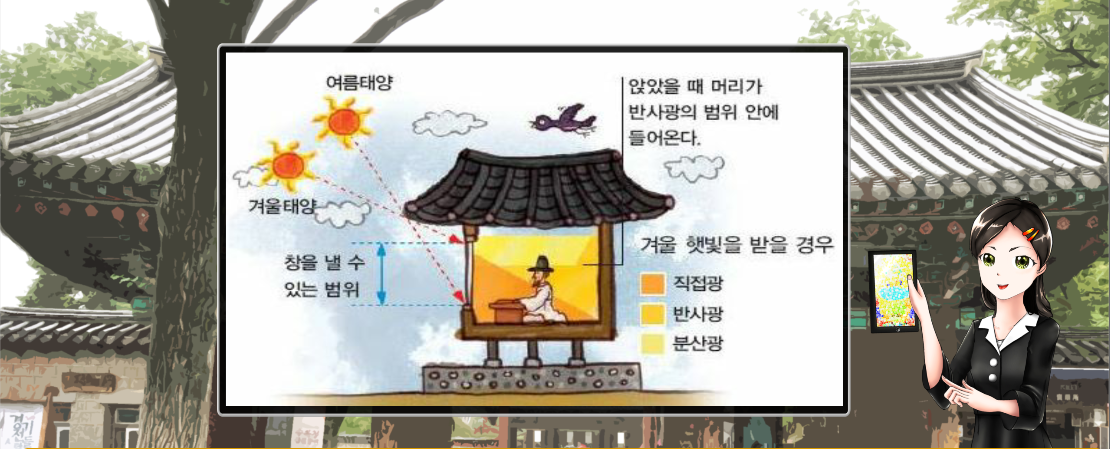 여름태양
앉았을 때 머리가
반사광의 범위 안에
들어온다.
겨울태양
겨울 햇빛을 받을 경우
창을 낼 수
있는 범위
직접광
반사광
분산광